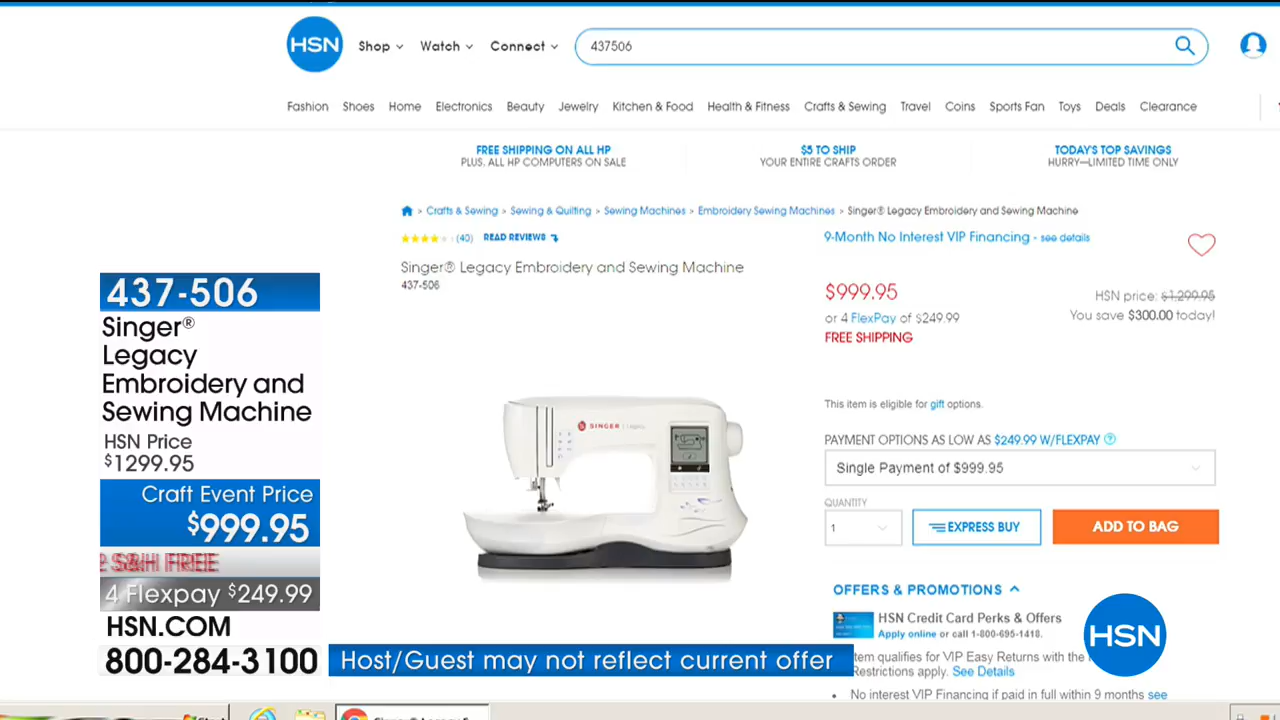 HSN
Shop
Watch
Connect
437506
Fashion
Shoes
Home
Electronics
Beauty
Jewelry
Kitchen & Food
Health & Fitness
Crafts & Sewing
Travel
Coins
Sports Fan
Toys
Deals
Clearance
FREE SHIPPING ON ALL HP
PLUS, ALL HP COMPUTERS ON SALE
$5 TO SHIP
YOUR ENTIRE CRAFTS ORDER
TODAY'S TOP SAVINGS
HURRY—LIMITED TIME ONLY
> Crafts & Sewing > Sewing & Quilting > Sewing Machines > Embroidery Sewing Machines > Singer® Legacy Embroidery and Sewing Machine
(40) READ REVIEWS
Singer® Legacy Embroidery and Sewing Machine
437-506
9-Month No Interest VIP Financing - see details
$999.95
or 4 FlexPay of $249.99
FREE SHIPPING
HSN price: $1,299.95
You save $300.00 today!
SINGER | Legacy
This item is eligible for gift options.
PAYMENT OPTIONS AS LOW AS $249.99 W/FLEXPAY ?
Single Payment of $999.95
QUANTITY
1
EXPRESS BUY
ADD TO BAG
OFFERS & PROMOTIONS
HSN Credit Card Perks & Offers
Apply online or call 1-800-695-1418.
tem qualifies for VIP Easy Returns with the
Restrictions apply. See Details
• No interest VIP Financing if paid in full within 9 months see
437-506
Singer®
Legacy
Embroidery and
Sewing Machine
HSN Price
$1299.95
Craft Event Price
$999.95
S&H FREE
4 Flexpay $249.99
HSN.COM
800-284-3100
Host/Guest may not reflect current offer
HSN